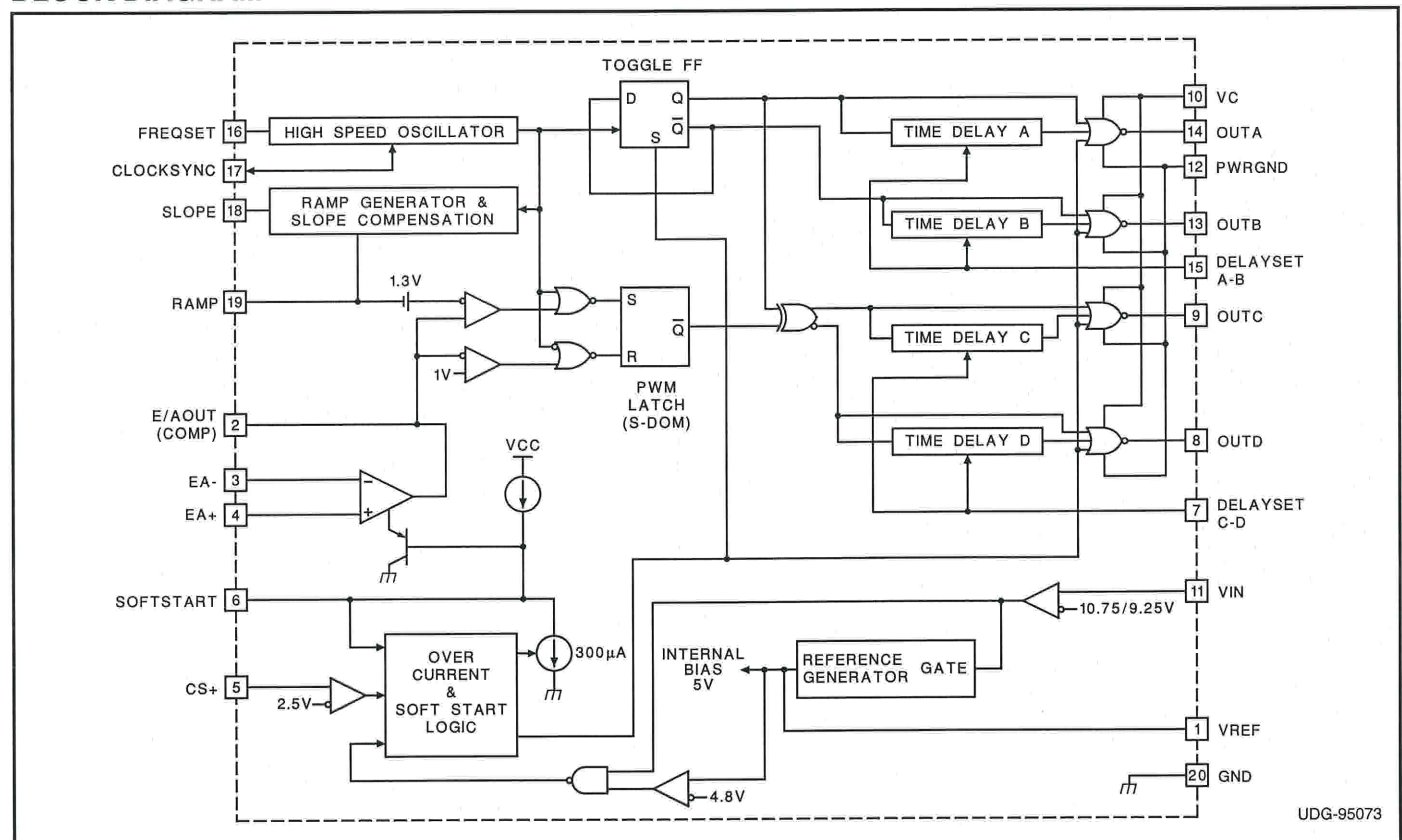 TOGGLE FF
D
Q
Q
S
FREQSET 16
HIGH SPEED OSCILLATOR
CLOCKSYNC 17
SLOPE 18
RAMP GENERATOR &
SLOPE COMPENSATION
RAMP 19
1.3V
1V
S
R
Q
PWM
LATCH
(S-DOM)
E/AOUT
(COMP) 2
EA- 3
EA+ 4
−
+
VCC
SOFTSTART 6
CS+ 5
2.5V
OVER
CURRENT
&
SOFT START
LOGIC
300µA
INTERNAL
BIAS
5V
REFERENCE
GENERATOR
GATE
4.8V
10.75/9.25V
TIME DELAY A
TIME DELAY B
TIME DELAY C
TIME DELAY D
10 VC
14 OUTA
12 PWRGND
13 OUTB
15 DELAYSET
A-B
9 OUTC
8 OUTD
7 DELAYSET
C-D
11 VIN
1 VREF
20 GND
UDG-95073